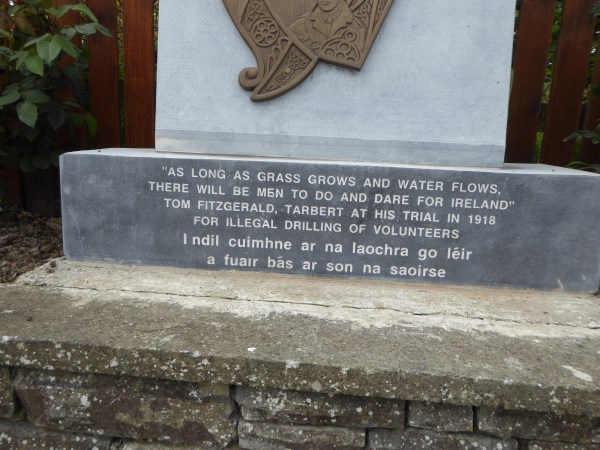 "AS LONG AS GRASS GROWS AND WATER FLOWS,
THERE WILL BE MEN TO DO AND DARE FOR IRELAND"
TOM FITZGERALD, TARBERT AT HIS TRIAL IN 1918
FOR ILLEGAL DRILLING OF VOLUNTEERS
I ndil cuimhne ar na laochra go léir
a fuair bás ar son na saoirse